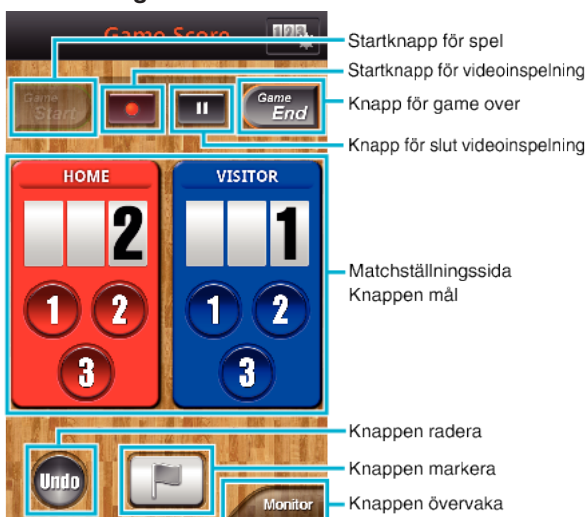 Game Score
123
Startknapp för spel
Startknapp för videoinspelning
Game
Start
Game
End
Knapp för game over
Knapp för slut videoinspelning
HOME
VISITOR
2
1
1
2
1
2
3
3
Matchställningssida
Knappen mål
Knappen radera
Undo
Knappen markera
Monitor
Knappen övervaka